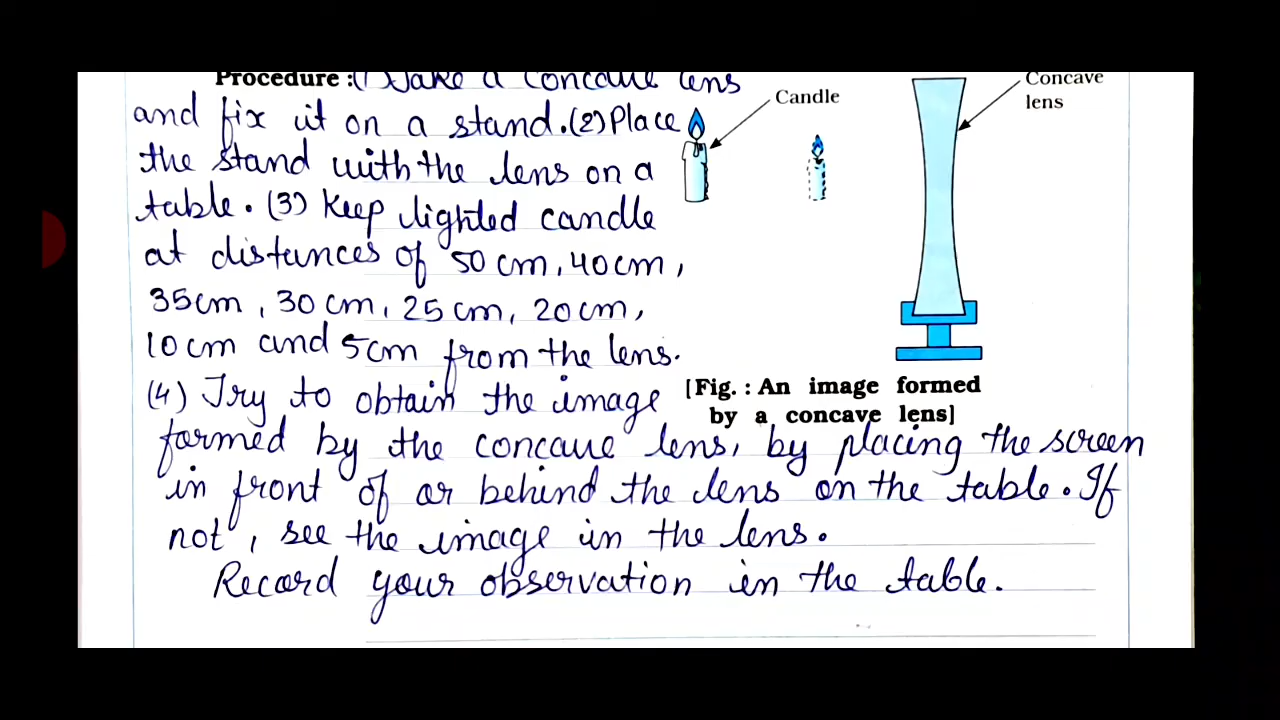 Procedure : (1) Take a concave lens
and fix it on a stand. (2) Place
the stand with the lens on a
table. (3) Keep lighted candle
at distances of 50 cm, 40 cm,
35 cm, 30 cm, 25 cm, 20 cm,
10 cm and 5 cm from the lens.
(4) Try to obtain the image
formed by the concave lens, by placing the screen
in front of or behind the lens on the table. If
not, see the image in the lens.
Record your observation in the table.
Candle
Concave
lens
[Fig. : An image formed
by a concave lens]